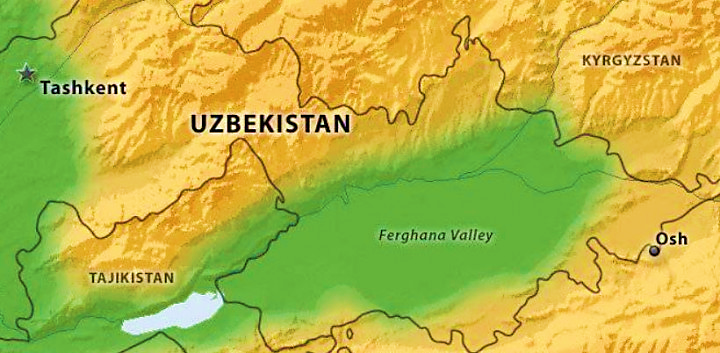 KYRGYZSTAN
Tashkent
UZBEKISTAN
Ferghana Valley
Osh
TAJIKISTAN